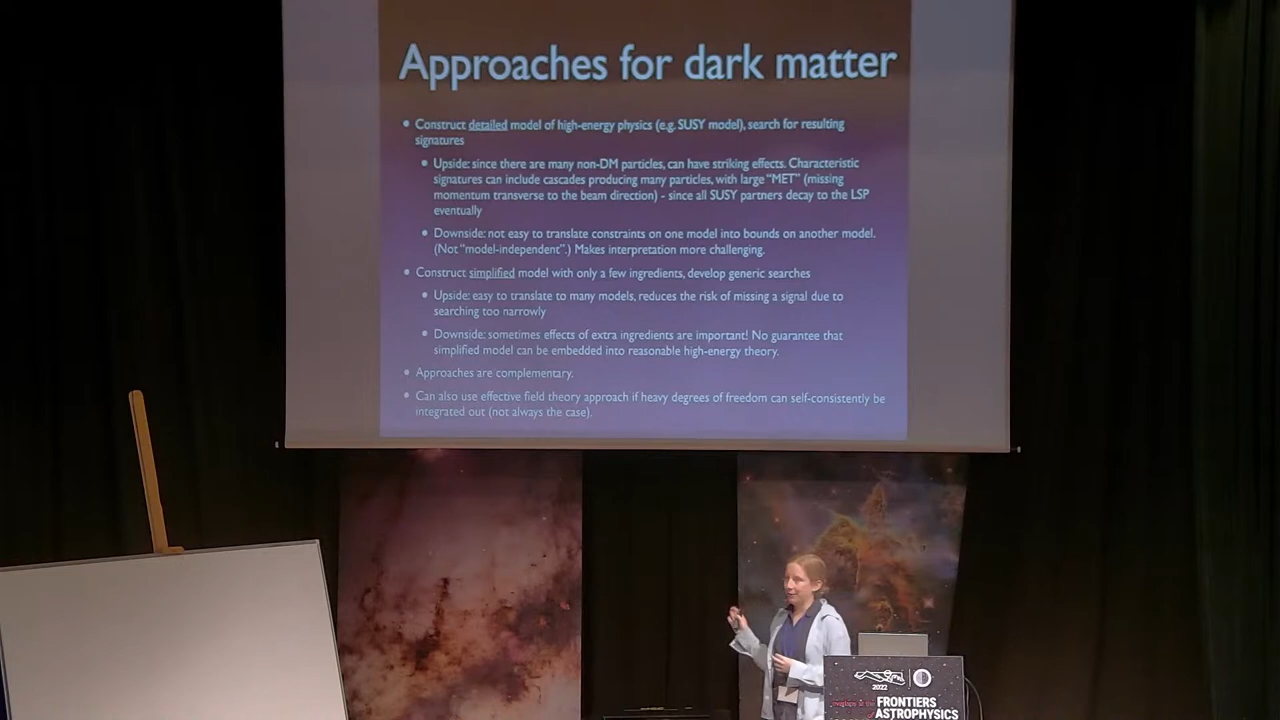 Approaches for dark matter
• Construct detailed model of high-energy physics (e.g. SUSY model), search for resulting
signatures
• Upside: since there are many non-DM particles, can have striking effects. Characteristic
signatures can include cascades producing many particles, with large “MET” (missing
momentum transverse to the beam direction) - since all SUSY partners decay to the LSP
eventually
• Downside: not easy to translate constraints on one model into bounds on another model.
(Not “model-independent”.) Makes interpretation more challenging.
• Construct simplified model with only a few ingredients, develop generic searches
• Upside: easy to translate to many models, reduces the risk of missing a signal due to
searching too narrowly
• Downside: sometimes effects of extra ingredients are important! No guarantee that
simplified model can be embedded into reasonable high-energy theory.
• Approaches are complementary.
• Can also use effective field theory approach if heavy degrees of freedom can self-consistently be
integrated out (not always the case).
2022
at the FRONTIERS
of ASTROPHYSICS